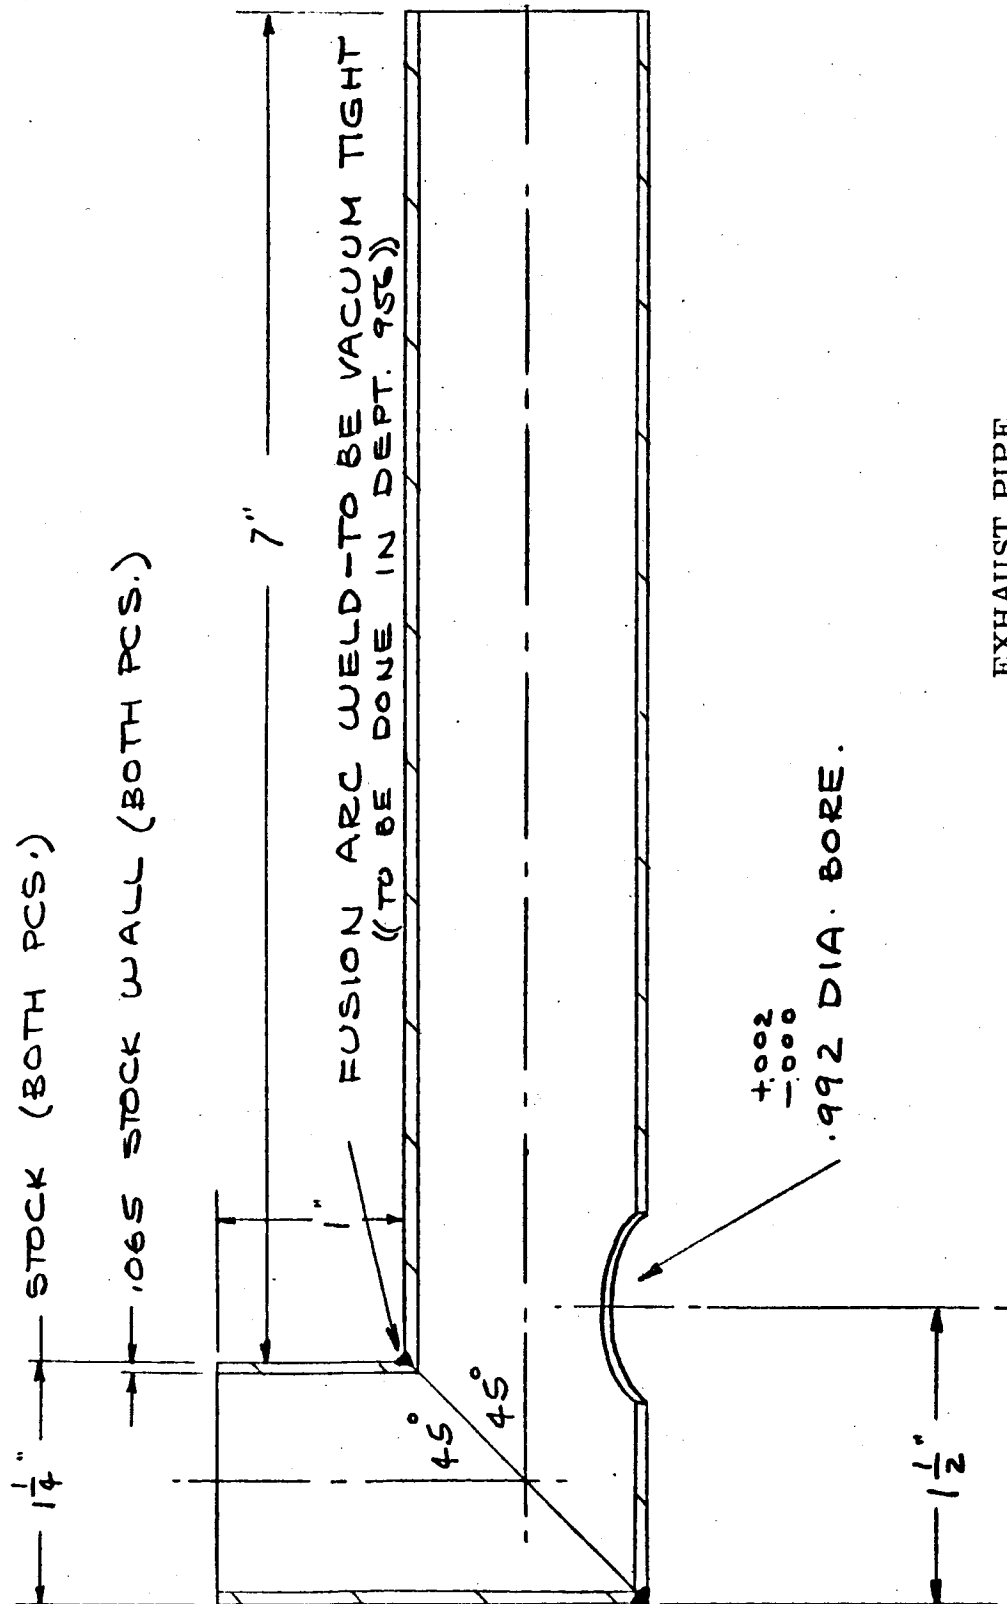 1 1/4" STOCK (BOTH PCS.)
.065 STOCK WALL (BOTH PCS.)
7"
1"
FUSION ARC WELD-TO BE VACUUM TIGHT
((TO BE DONE IN DEPT. 956))
45°
45°
+.002
-.000
.992 DIA. BORE.
1 1/2"
EXHAUST PIPE